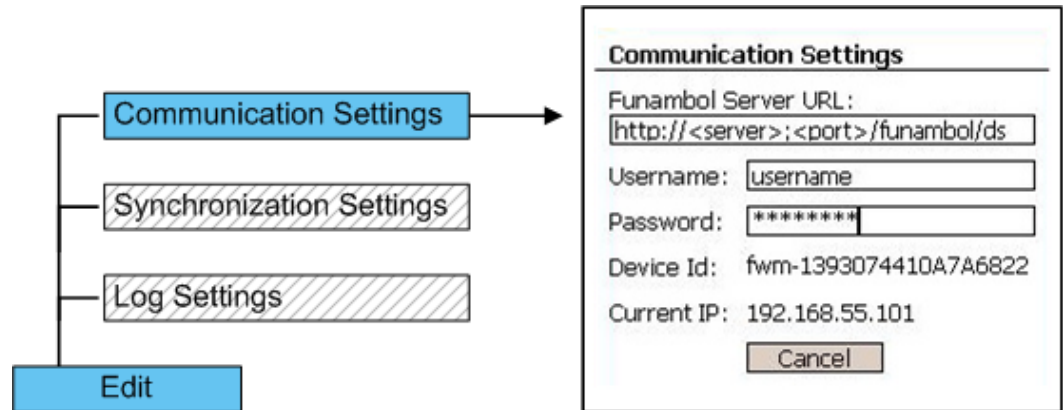 Communication Settings
Synchronization Settings
Log Settings
Edit
Communication Settings
Funambol Server URL:
http://<server>;<port>/funambol/ds
Username: username
Password: ********
Device Id: fwm-1393074410A7A6822
Current IP: 192.168.55.101
Cancel